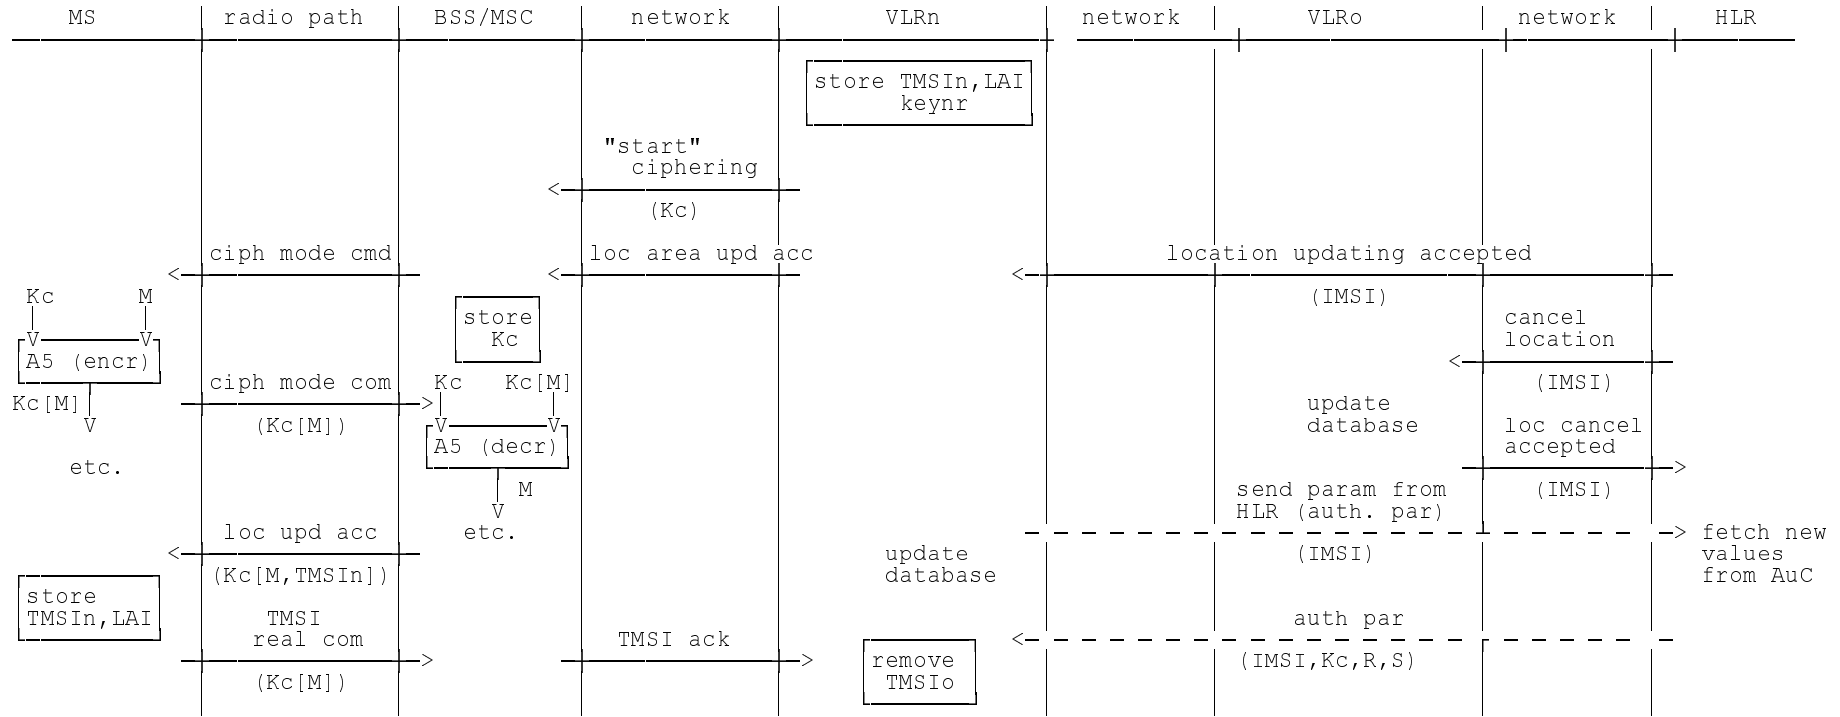 MS radio path BSS/MSC network VLRn network VLRo network HLR
store TMSIn,LAI
keynr
"start"
ciphering
(Kc)
ciph mode cmd loc area upd acc location updating accepted
Kc M (IMSI)
store cancel
Kc location
V V
A5 (encr)
ciph mode com Kc Kc[M] (IMSI)
Kc[M] update
V (Kc[M]) V V database loc cancel
A5 (decr) accepted
etc.
M send param from (IMSI)
V HLR (auth. par)
loc upd acc etc. fetch new
update (IMSI) values
(Kc[M,TMSIn]) database from AuC
store
TMSIn,LAI TMSI auth par
real com TMSI ack
remove (IMSI,Kc,R,S)
(Kc[M]) TMSIo